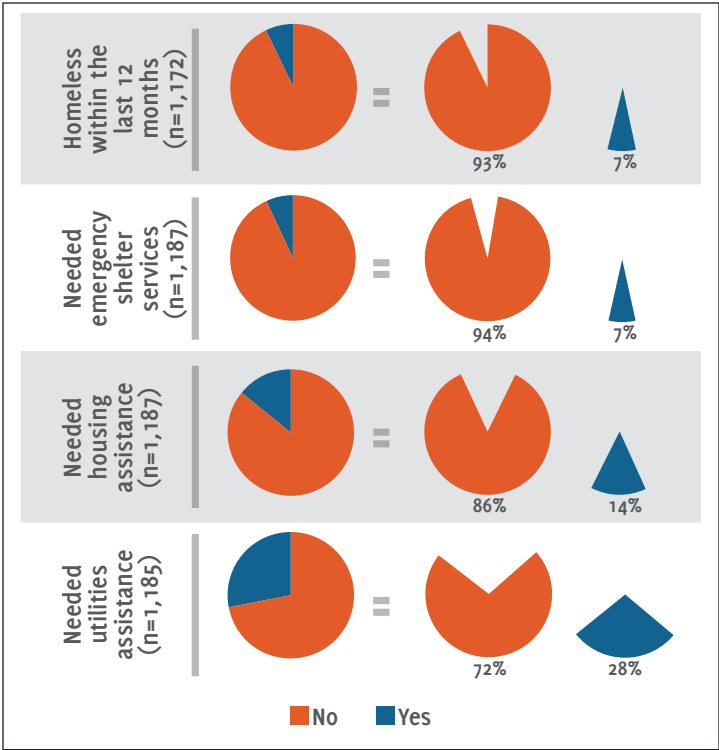 Homeless
within the
last 12
months
(n=1,172)
=
93%
7%
Needed
emergency
shelter
services
(n=1,187)
=
94%
7%
Needed
housing
assistance
(n=1,187)
=
86%
14%
Needed
utilities
assistance
(n=1,185)
=
72%
28%
No
Yes